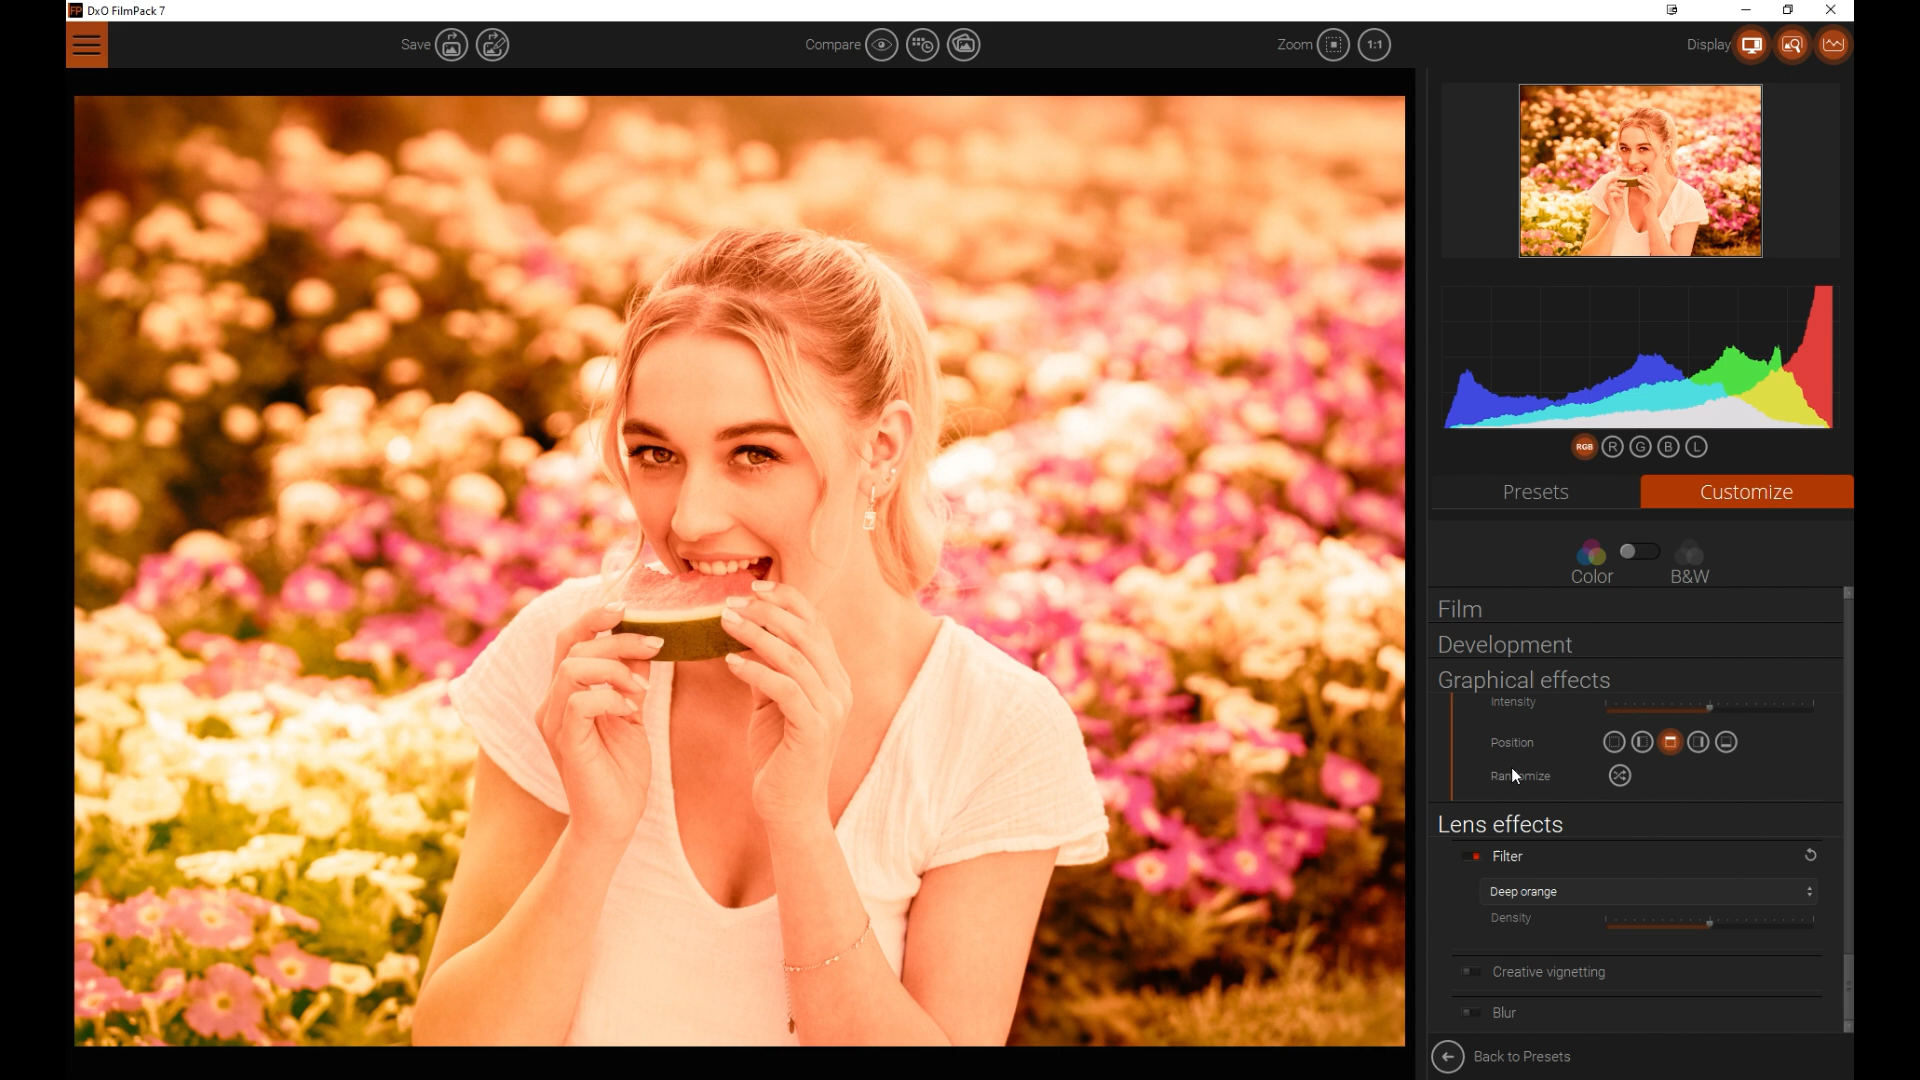 FP DxO FilmPack 7
Save
Compare
Zoom
1:1
Display
RGB R G B L
Presets Customize
Color B&W
Film
Development
Graphical effects
Intensity
Position
Lens effects
Filter
Deep orange
Density
Creative vignetting
Blur
Back to Presets